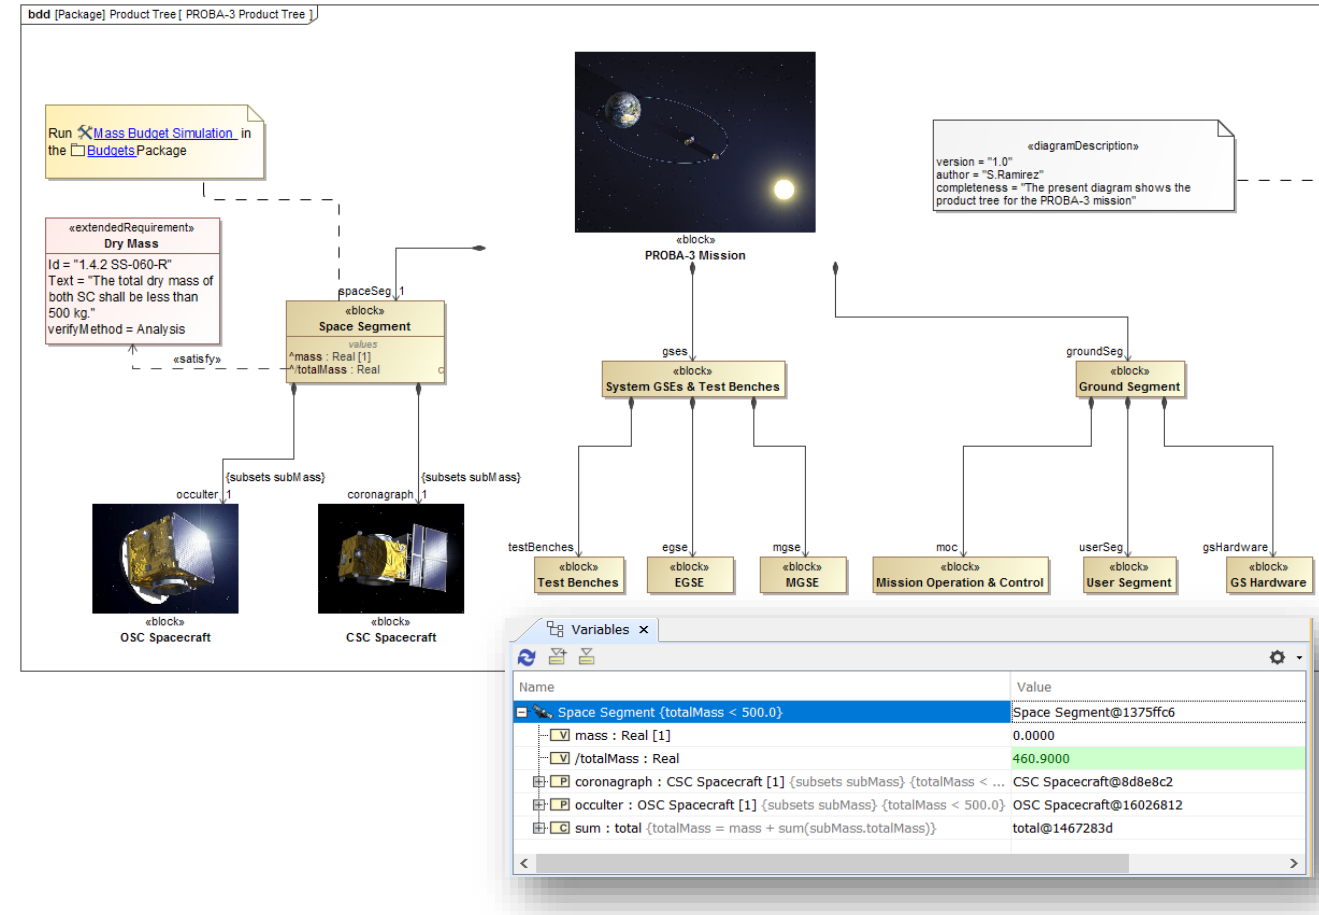 bdd [Package] Product Tree [ PROBA-3 Product Tree ]
Run Mass Budget Simulation in
the Budgets Package
«diagramDescription»
version = "1.0"
author = "S.Ramirez"
completeness = "The present diagram shows the
product tree for the PROBA-3 mission"
«extendedRequirement»
Dry Mass
Id = "1.4.2 SS-060-R"
Text = "The total dry mass of
both SC shall be less than
500 kg."
verifyMethod = Analysis
«satisfy»
«block»
PROBA-3 Mission
spaceSeg 1
«block»
Space Segment
values
^mass : Real [1]
^/totalMass : Real
gses
«block»
System GSEs & Test Benches
groundSeg
«block»
Ground Segment
{subsets subMass}
occulter 1
{subsets subMass}
coronagraph 1
«block»
OSC Spacecraft
«block»
CSC Spacecraft
testBenches
«block»
Test Benches
egse
«block»
EGSE
mgse
«block»
MGSE
moc
«block»
Mission Operation & Control
userSeg
«block»
User Segment
gsHardware
«block»
GS Hardware
Variables
Name Value
Space Segment {totalMass < 500.0} Space Segment@1375ffc6
V mass : Real [1] 0.0000
V /totalMass : Real 460.9000
P coronagraph : CSC Spacecraft [1] {subsets subMass} {totalMass < ... CSC Spacecraft@8d8e8c2
P occulter : OSC Spacecraft [1] {subsets subMass} {totalMass < 500.0} OSC Spacecraft@16026812
C sum : total {totalMass = mass + sum(subMass.totalMass)} total@1467283d